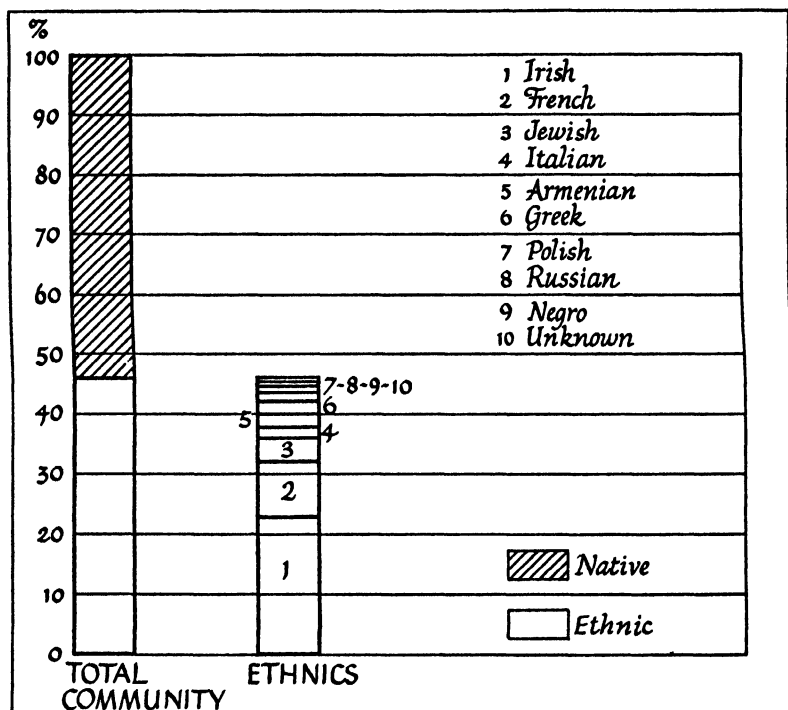 %
100
90
80
70
60
50
40
30
20
10
0
1 Irish
2 French
3 Jewish
4 Italian
5 Armenian
6 Greek
7 Polish
8 Russian
9 Negro
10 Unknown
7-8-9-10
6
5
4
3
2
1
Native
Ethnic
TOTAL COMMUNITY
ETHNICS